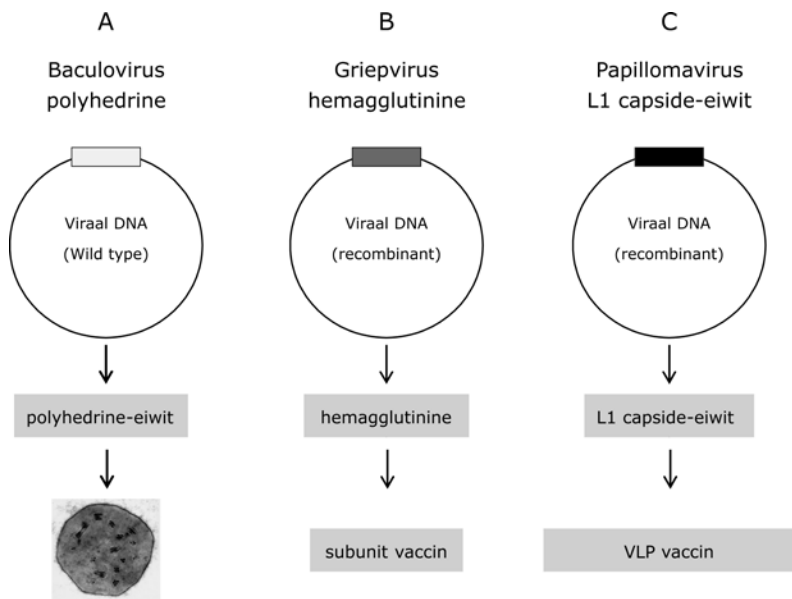 A
Baculovirus
polyhedrine
Viraal DNA
(Wild type)
polyhedrine-eiwit
B
Griepvirus
hemagglutinine
Viraal DNA
(recombinant)
hemagglutinine
subunit vaccin
C
Papillomavirus
L1 capside-eiwit
Viraal DNA
(recombinant)
L1 capside-eiwit
VLP vaccin